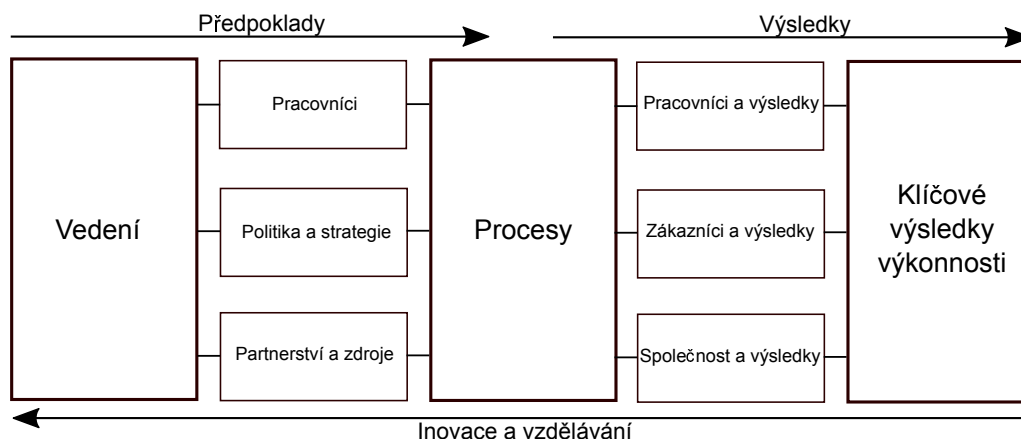 Předpoklady
Výsledky
Vedení
Pracovníci
Politika a strategie
Partnerství a zdroje
Procesy
Pracovníci a výsledky
Zákazníci a výsledky
Společnost a výsledky
Klíčové
výsledky
výkonnosti
Inovace a vzdělávání